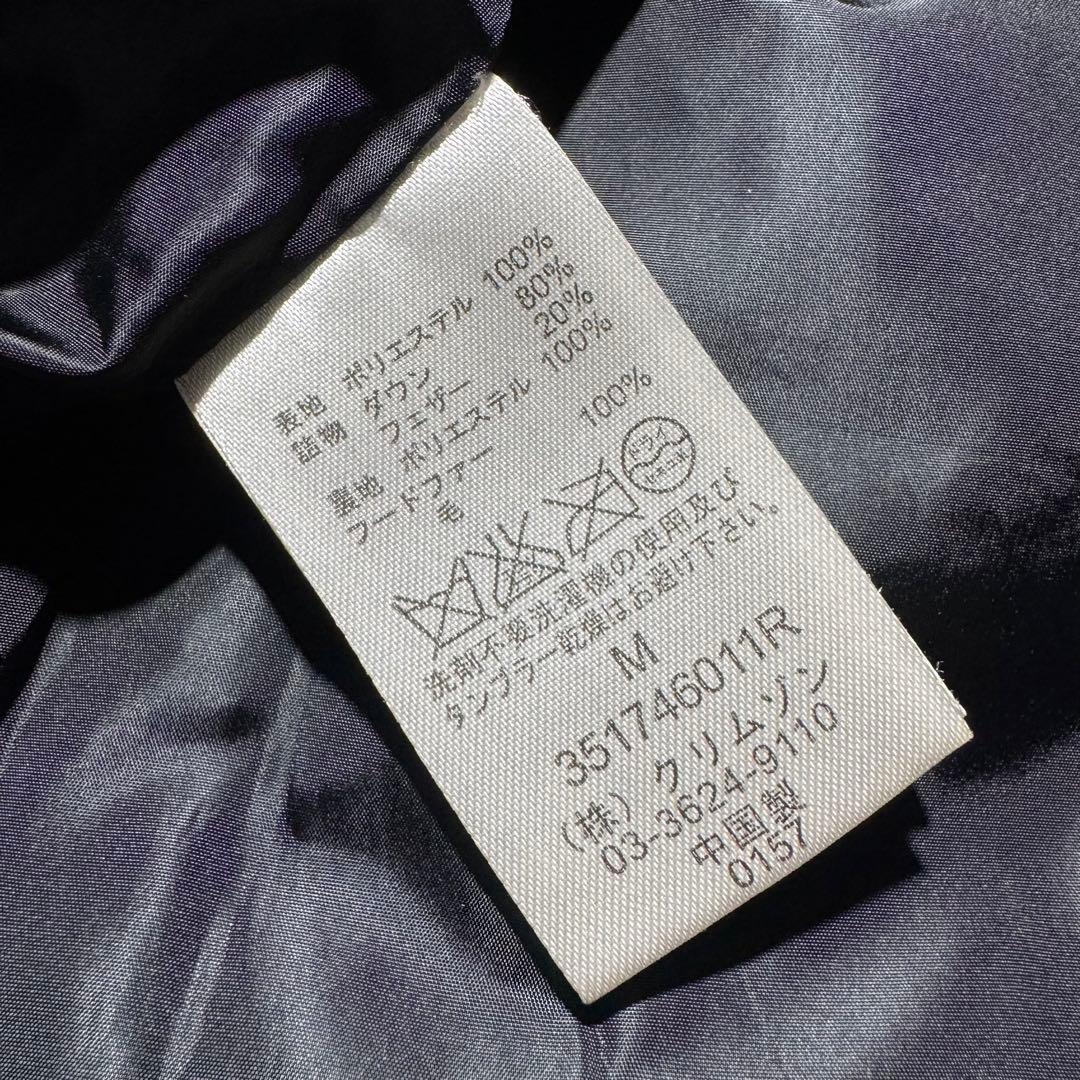 表地 ポリエステル 100%
詰物 ダウン 80%
フェザー 20%
裏地 ポリエステル 100%
フードファー
毛 100%
洗剤不要洗濯機の使用及び
タンブラー乾燥はお避け下さい。
M
351746011R
(株) クリムゾン
03-3624-9110
中国製
0157